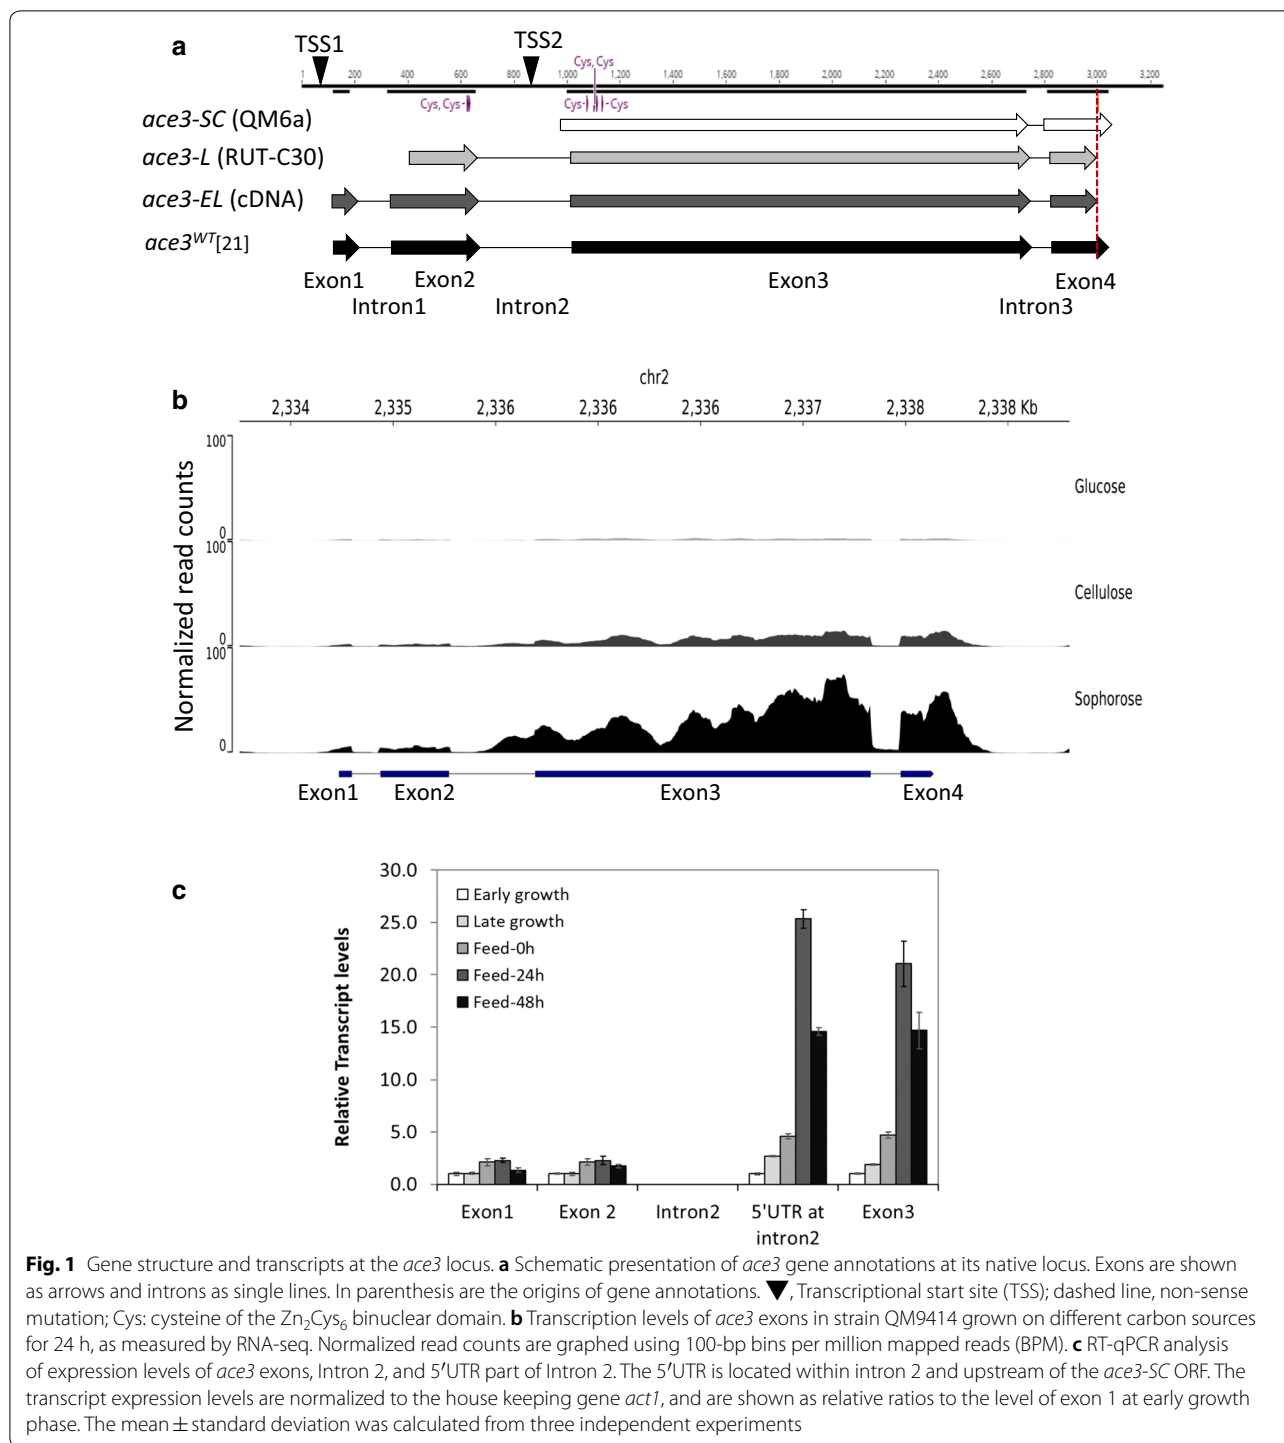 a
TSS1
TSS2
1 200 400 600 800 1,000 1,200 1,400 1,600 1,800 2,000 2,200 2,400 2,600 2,800 3,000 3,200
Cys, Cys
Cys, Cys
Cys
Cys
ace3-SC (QM6a)
ace3-L (RUT-C30)
ace3-EL (cDNA)
ace3WT[21]
Exon1
Exon2
Exon3
Exon4
Intron1
Intron2
Intron3
b
chr2
2,334 2,335 2,336 2,336 2,336 2,337 2,338 2,338 Kb
Normalized read counts
100
0
Glucose
100
0
Cellulose
100
0
Sophorose
Exon1 Exon2 Exon3 Exon4
c
Relative Transcript levels
30.0
25.0
20.0
15.0
10.0
5.0
0.0
Early growth
Late growth
Feed-0h
Feed-24h
Feed-48h
Exon1 Exon 2 Intron2 5'UTR at Exon3
intron2
Fig. 1 Gene structure and transcripts at the ace3 locus. a Schematic presentation of ace3 gene annotations at its native locus. Exons are shown
as arrows and introns as single lines. In parenthesis are the origins of gene annotations. ▼, Transcriptional start site (TSS); dashed line, non-sense
mutation; Cys: cysteine of the Zn2Cys6 binuclear domain. b Transcription levels of ace3 exons in strain QM9414 grown on different carbon sources
for 24 h, as measured by RNA-seq. Normalized read counts are graphed using 100-bp bins per million mapped reads (BPM). c RT-qPCR analysis
of expression levels of ace3 exons, Intron 2, and 5′UTR part of Intron 2. The 5′UTR is located within intron 2 and upstream of the ace3-SC ORF. The
transcript expression levels are normalized to the house keeping gene act1, and are shown as relative ratios to the level of exon 1 at early growth
phase. The mean ± standard deviation was calculated from three independent experiments